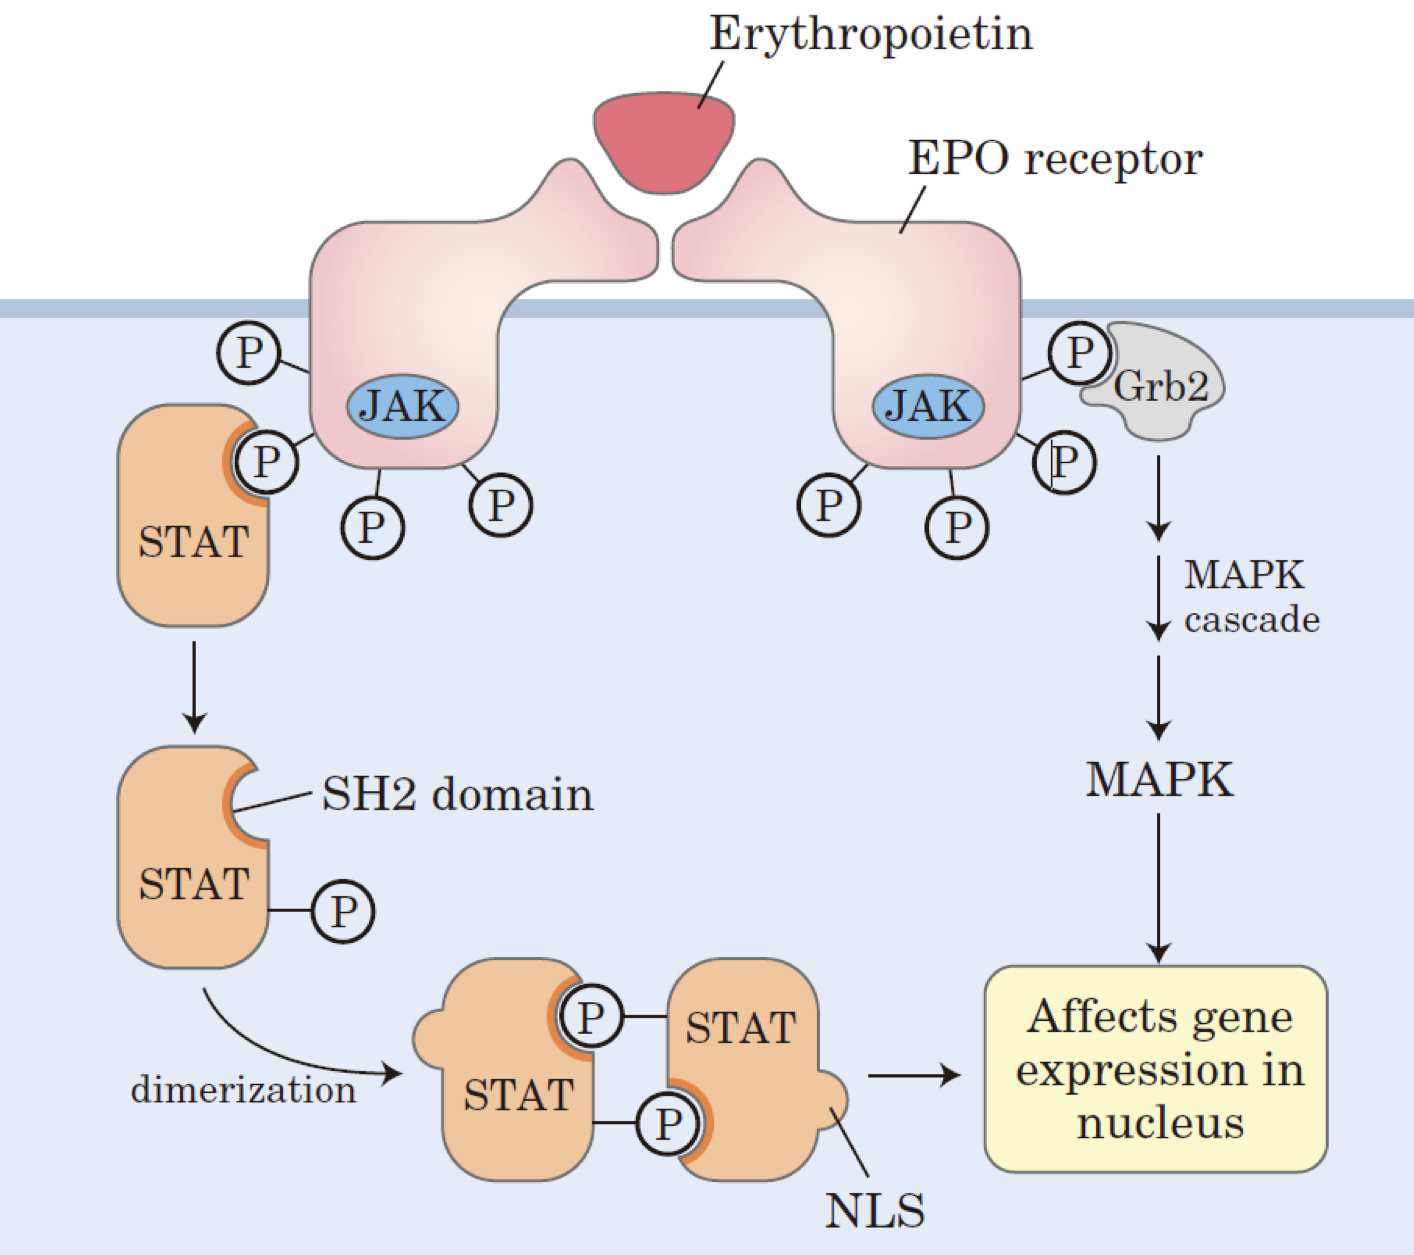 Erythropoietin
EPO receptor
P
P
JAK
JAK
Grb2
P
P
P
P
P
P
STAT
MAPK
cascade
MAPK
SH2 domain
STAT
P
dimerization
P
STAT
STAT
P
Affects gene
expression in
nucleus
NLS